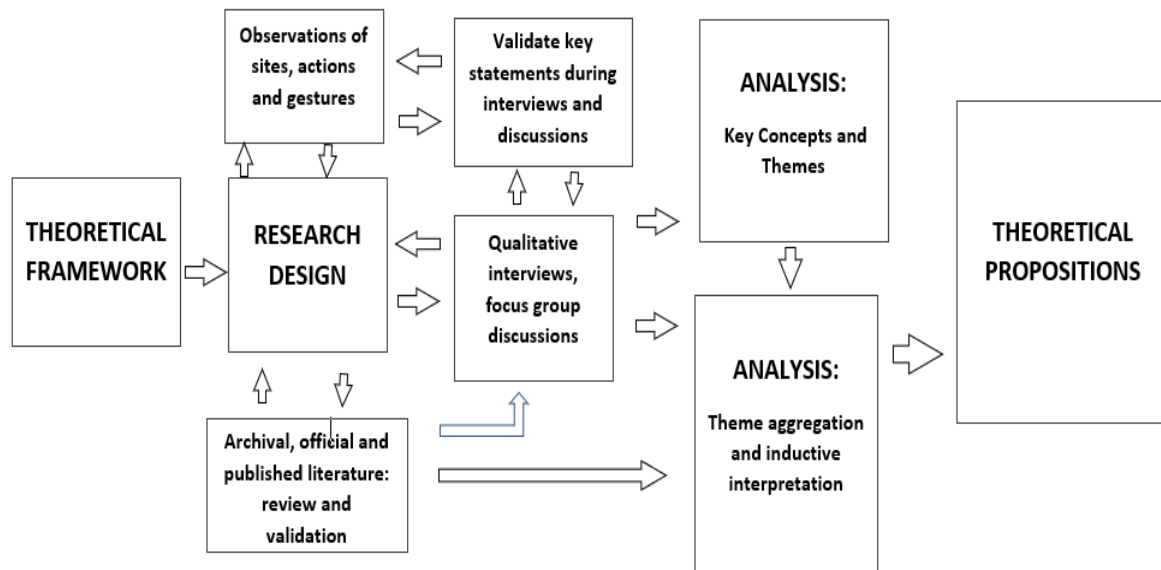 Observations of
sites, actions
and gestures
Validate key
statements during
interviews and
discussions
ANALYSIS:
Key Concepts and
Themes
THEORETICAL
FRAMEWORK
RESEARCH
DESIGN
Qualitative
interviews,
focus group
discussions
THEORETICAL
PROPOSITIONS
ANALYSIS:
Theme aggregation
and inductive
interpretation
Archival, official and
published literature:
review and
validation